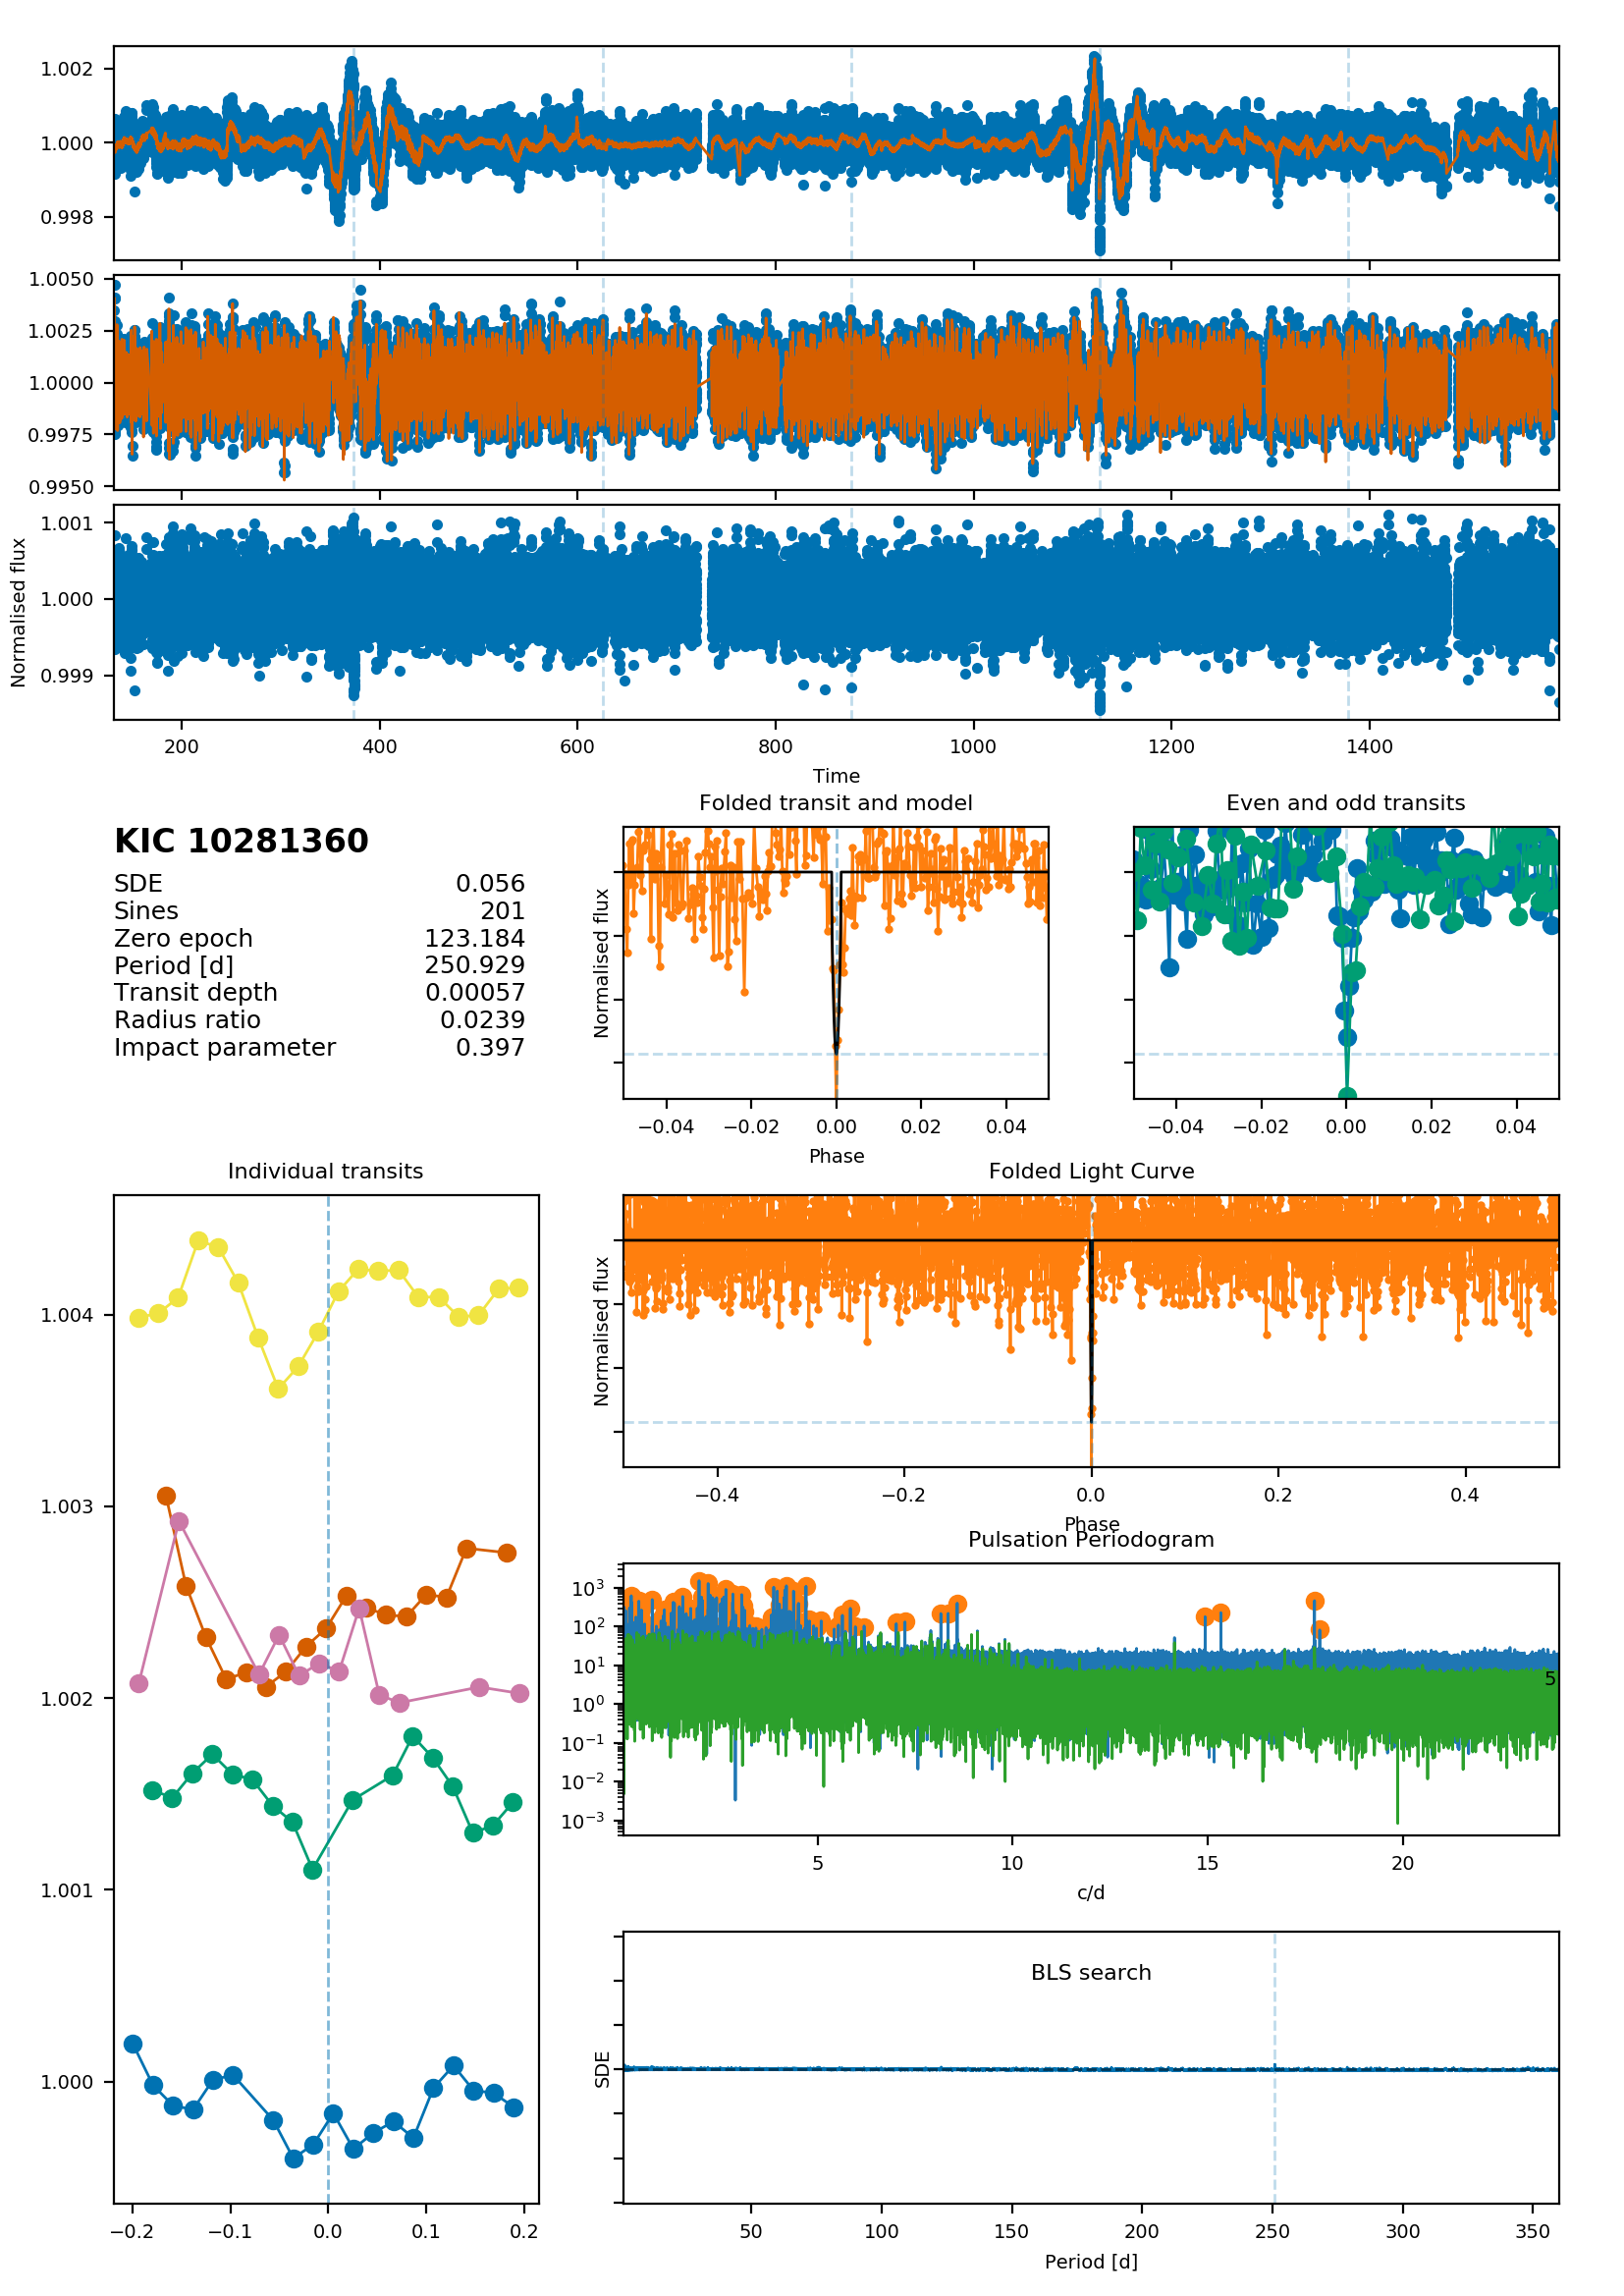 1.002
1.000
0.998
1.0050
1.0025
1.0000
0.9975
0.9950
1.001
1.000
0.999
Normalised flux
200 400 600 800 1000 1200 1400
Time
KIC 10281360
SDE 0.056
Sines 201
Zero epoch 123.184
Period [d] 250.929
Transit depth 0.00057
Radius ratio 0.0239
Impact parameter 0.397
Folded transit and model
Normalised flux
−0.04 −0.02 0.00 0.02 0.04
Phase
Even and odd transits
−0.04 −0.02 0.00 0.02 0.04
Individual transits
1.004
1.003
1.002
1.001
1.000
−0.2 −0.1 0.0 0.1 0.2
Folded Light Curve
Normalised flux
−0.4 −0.2 0.0 0.2 0.4
Phase
Pulsation Periodogram
10³
10²
10¹
10⁰
10⁻¹
10⁻²
10⁻³
5
5 10 15 20
c/d
BLS search
SDE
50 100 150 200 250 300 350
Period [d]